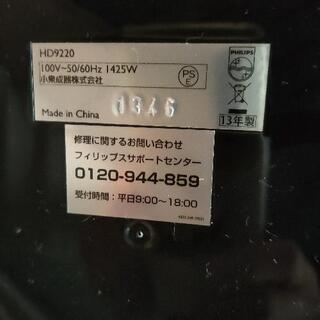 HD9220
100V~50/60Hz 1425W
小泉成器株式会社
PS
E
PHILIPS
Made in China
1346
13年製
修理に関するお問い合わせ
フィリップスサポートセンター
0120-944-859
受付時間：平日9:00～18:00